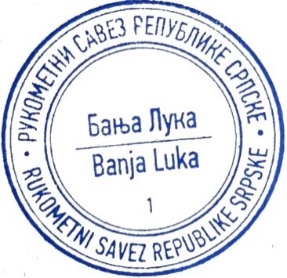 • РУКОМЕТНИ САВЕЗ РЕПУБЛИКЕ СРПСКЕ •
Бања Лука
Banja Luka
1
RUKOMETNI SAVEZ REPUBLIKE SRPSKE